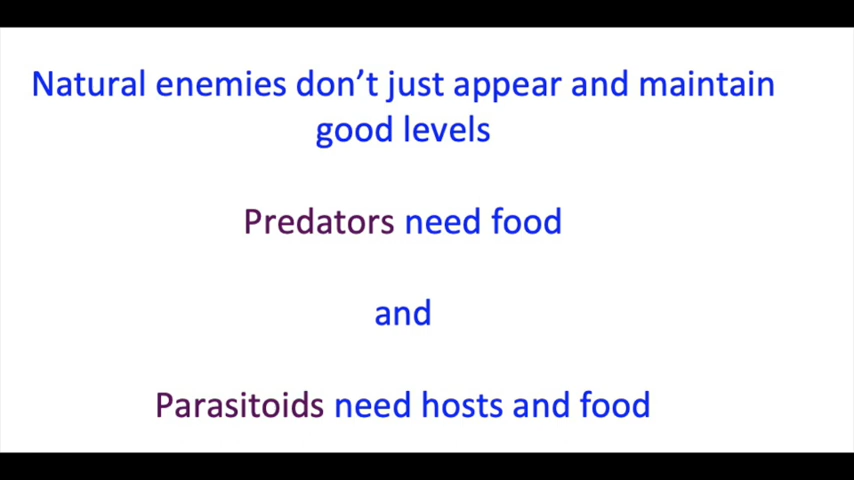 Natural enemies don’t just appear and maintain
good levels
Predators need food
and
Parasitoids need hosts and food